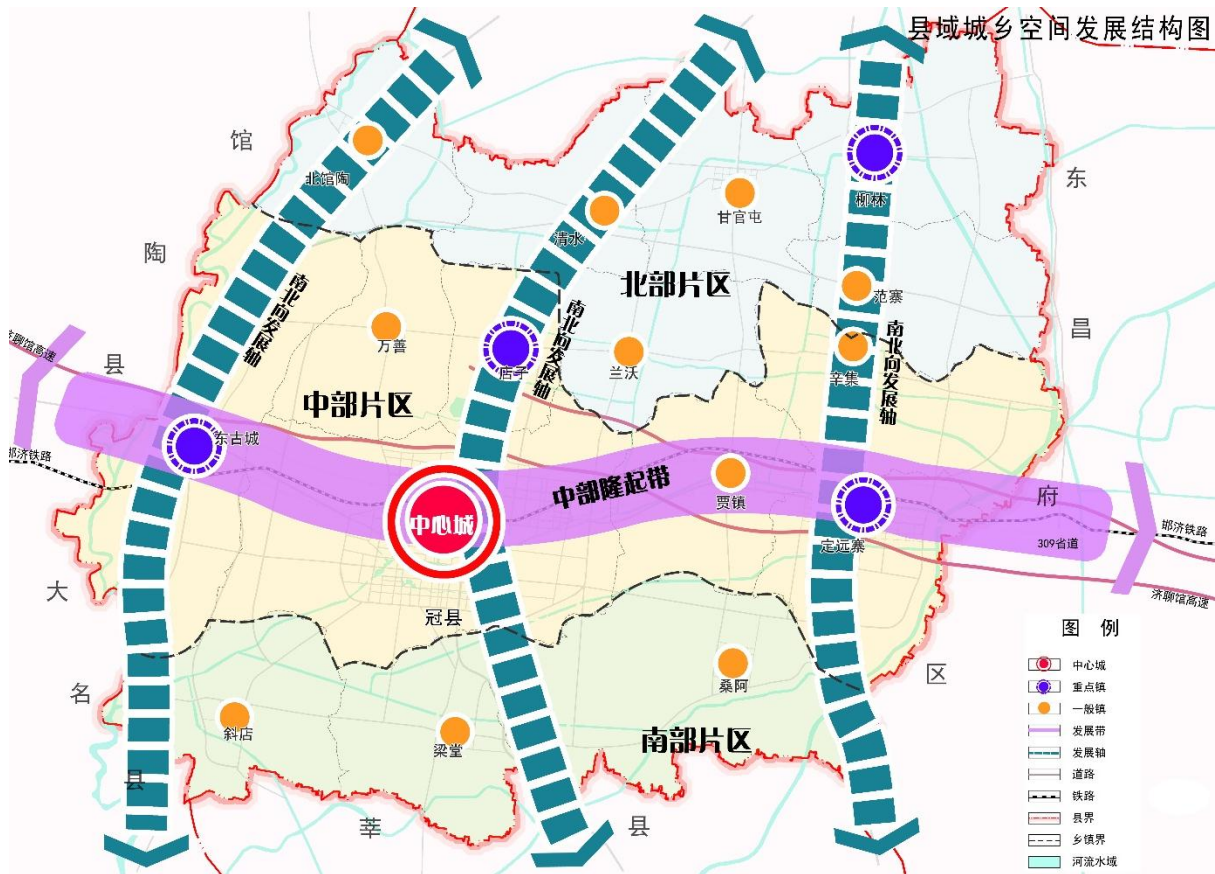 县域城乡空间发展结构图
馆
陶
县
大
名
县
莘
县
东
昌
府
区
北馆陶
清水
甘官屯
柳林
范寨
辛集
北部片区
南北向发展轴
南北向发展轴
南北向发展轴
万善
店子
兰沃
中部片区
济聊馆高速
东古城
邯济铁路
中心城
中部隆起带
贾镇
定远寨
309省道
邯济铁路
济聊馆高速
冠县
桑阿
斜店
梁堂
南部片区
图 例
中心城
重点镇
一般镇
发展带
发展轴
道路
铁路
县界
乡镇界
河流水域